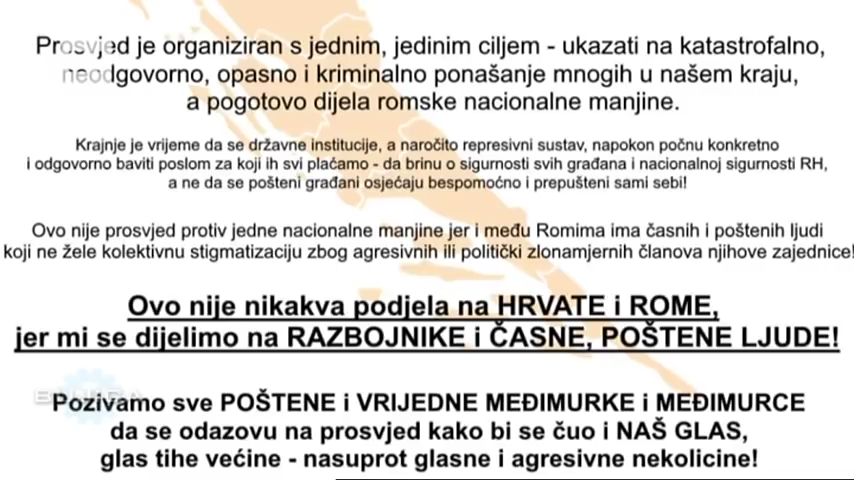 Prosvjed je organiziran s jednim, jedinim ciljem - ukazati na katastrofalno,
neodgovorno, opasno i kriminalno ponašanje mnogih u našem kraju,
a pogotovo dijela romske nacionalne manjine.
Krajnje je vrijeme da se državne institucije, a naročito represivni sustav, napokon počnu konkretno
i odgovorno baviti poslom za koji ih svi plaćamo - da brinu o sigurnosti svih građana i nacionalnoj sigurnosti RH,
a ne da se pošteni građani osjećaju bespomoćno i prepušteni sami sebi!
Ovo nije prosvjed protiv jedne nacionalne manjine jer i među Romima ima časnih i poštenih ljudi
koji ne žele kolektivnu stigmatizaciju zbog agresivnih ili politički zlonamjernih članova njihove zajednice!
Ovo nije nikakva podjela na HRVATE i ROME,
jer mi se dijelimo na RAZBOJNIKE i ČASNE, POŠTENE LJUDE!
Pozivamo sve POŠTENE i VRIJEDNE MEĐIMURKE i MEĐIMURCE
da se odazovu na prosvjed kako bi se čuo i NAŠ GLAS,
glas tihe većine - nasuprot glasne i agresivne nekolicine!